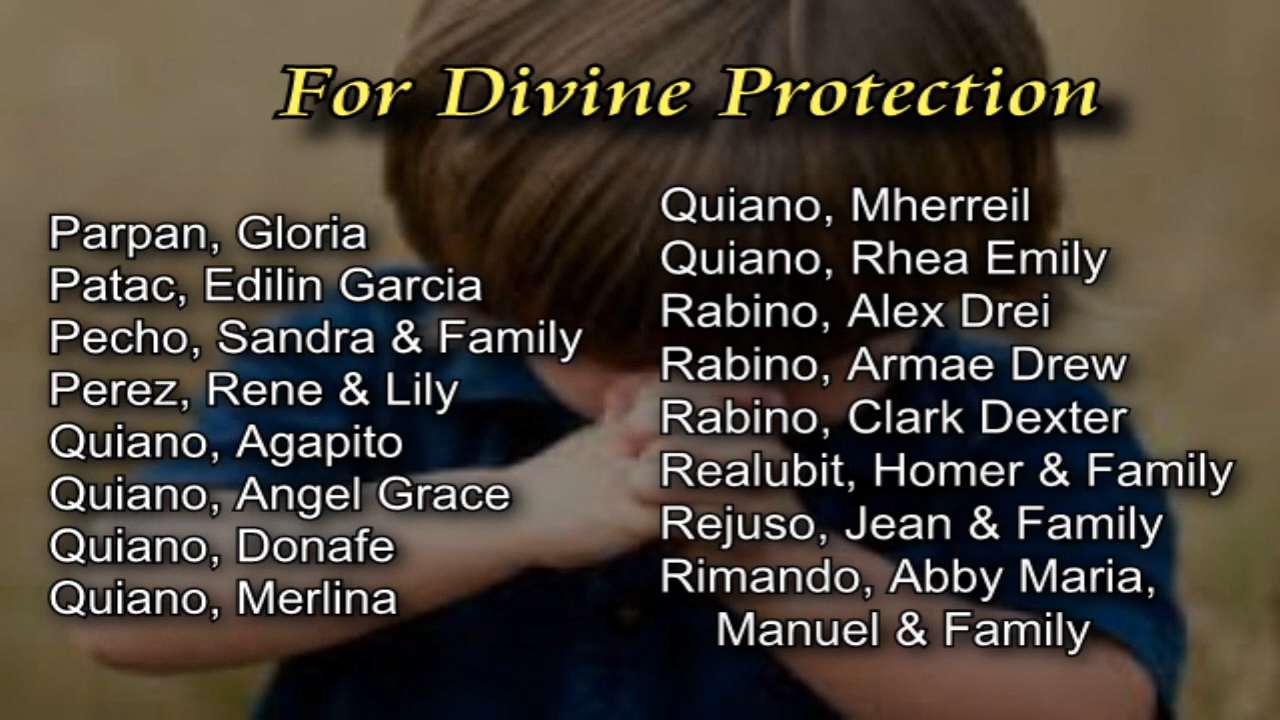 For Divine Protection
Parpan, Gloria
Patac, Edilin Garcia
Pecho, Sandra & Family
Perez, Rene & Lily
Quiano, Agapito
Quiano, Angel Grace
Quiano, Donafe
Quiano, Merlina
Quiano, Mherreil
Quiano, Rhea Emily
Rabino, Alex Drei
Rabino, Armae Drew
Rabino, Clark Dexter
Realubit, Homer & Family
Rejuso, Jean & Family
Rimando, Abby Maria,
Manuel & Family